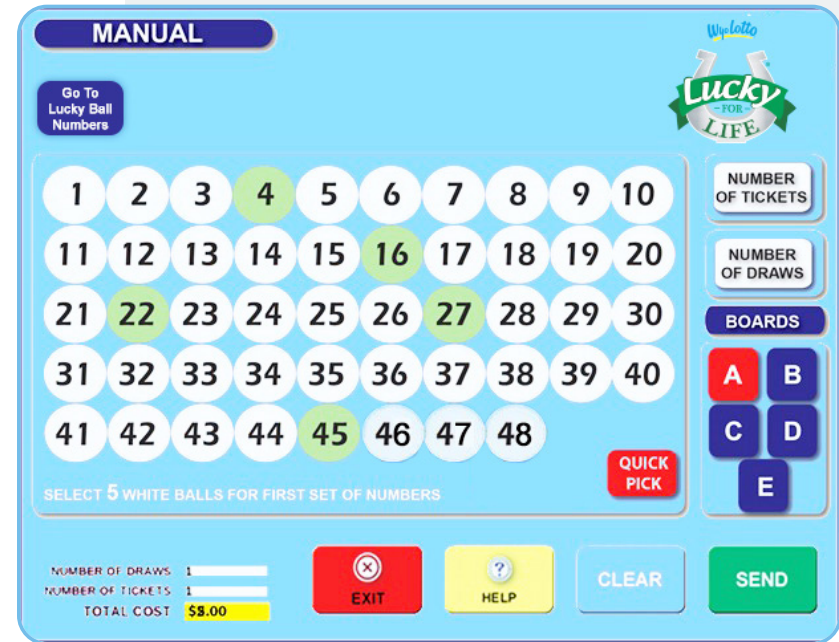 MANUAL
Wyolotto
Go To
Lucky Ball
Numbers
Lucky
-FOR-
LIFE
1 2 3 4 5 6 7 8 9 10
11 12 13 14 15 16 17 18 19 20
21 22 23 24 25 26 27 28 29 30
31 32 33 34 35 36 37 38 39 40
41 42 43 44 45 46 47 48
SELECT 5 WHITE BALLS FOR FIRST SET OF NUMBERS
QUICK
PICK
NUMBER
OF TICKETS
NUMBER
OF DRAWS
BOARDS
A B
C D
E
NUMBER OF DRAWS 1
NUMBER OF TICKETS 1
TOTAL COST
EXIT
?
HELP
CLEAR
SEND